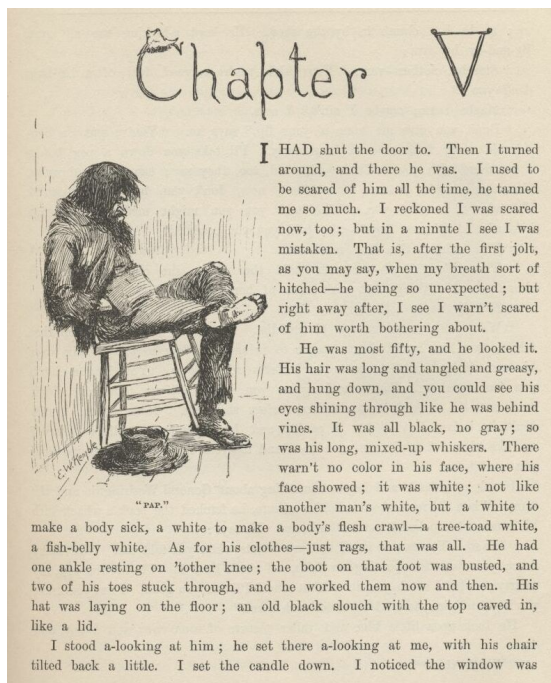 Chapter V
I HAD shut the door to. Then I turned
around, and there he was. I used to
be scared of him all the time, he tanned
me so much. I reckoned I was scared
now, too; but in a minute I see I was
mistaken. That is, after the first jolt,
as you may say, when my breath sort of
hitched—he being so unexpected; but
right away after, I see I warn't scared
of him worth bothering about.
He was most fifty, and he looked it.
His hair was long and tangled and greasy,
and hung down, and you could see his
eyes shining through like he was behind
vines. It was all black, no gray; so
was his long, mixed-up whiskers. There
warn't no color in his face, where his
face showed; it was white; not like
another man's white, but a white to
E.W. Kemble
"PAP."
make a body sick, a white to make a body's flesh crawl—a tree-toad white,
a fish-belly white. As for his clothes—just rags, that was all. He had
one ankle resting on 'tother knee; the boot on that foot was busted, and
two of his toes stuck through, and he worked them now and then. His
hat was laying on the floor; an old black slouch with the top caved in,
like a lid.
I stood a-looking at him; he set there a-looking at me, with his chair
tilted back a little. I set the candle down. I noticed the window was